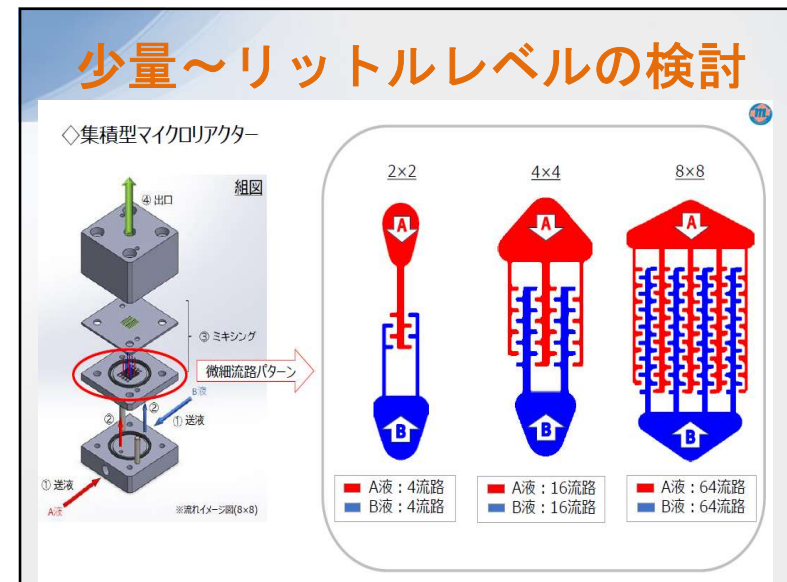 少量～リットルレベルの検討
m
◇集積型マイクロリアクター
組図
④ 出口
③ ミキシング
微細流路パターン
B液
②
②
① 送液
① 送液
A液
※流れイメージ図(8×8)
2×2
4×4
8×8
A
A
A
B
B
B
A液：4流路
B液：4流路
A液：16流路
B液：16流路
A液：64流路
B液：64流路